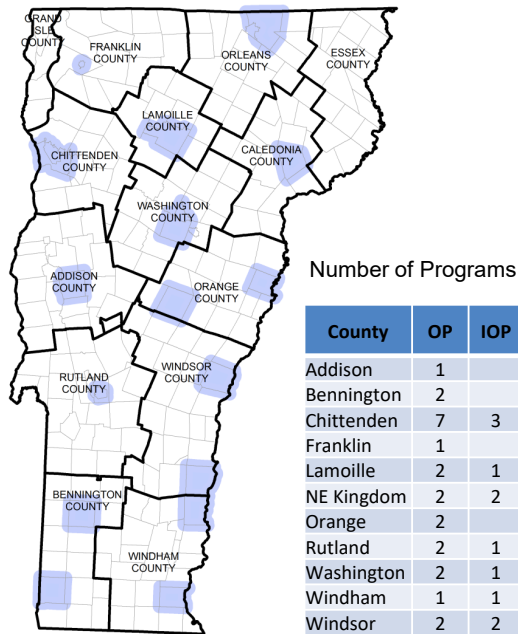 GRAND
ISLE
COUNTY
FRANKLIN
COUNTY
ORLEANS
COUNTY
ESSEX
COUNTY
LAMOILLE
COUNTY
CHITTENDEN
COUNTY
CALEDONIA
COUNTY
WASHINGTON
COUNTY
ADDISON
COUNTY
ORANGE
COUNTY
RUTLAND
COUNTY
WINDSOR
COUNTY
BENNINGTON
COUNTY
WINDHAM
COUNTY
Number of Programs
County OP IOP
Addison 1
Bennington 2
Chittenden 7 3
Franklin 1
Lamoille 2 1
NE Kingdom 2 2
Orange 2
Rutland 2 1
Washington 2 1
Windham 1 1
Windsor 2 2